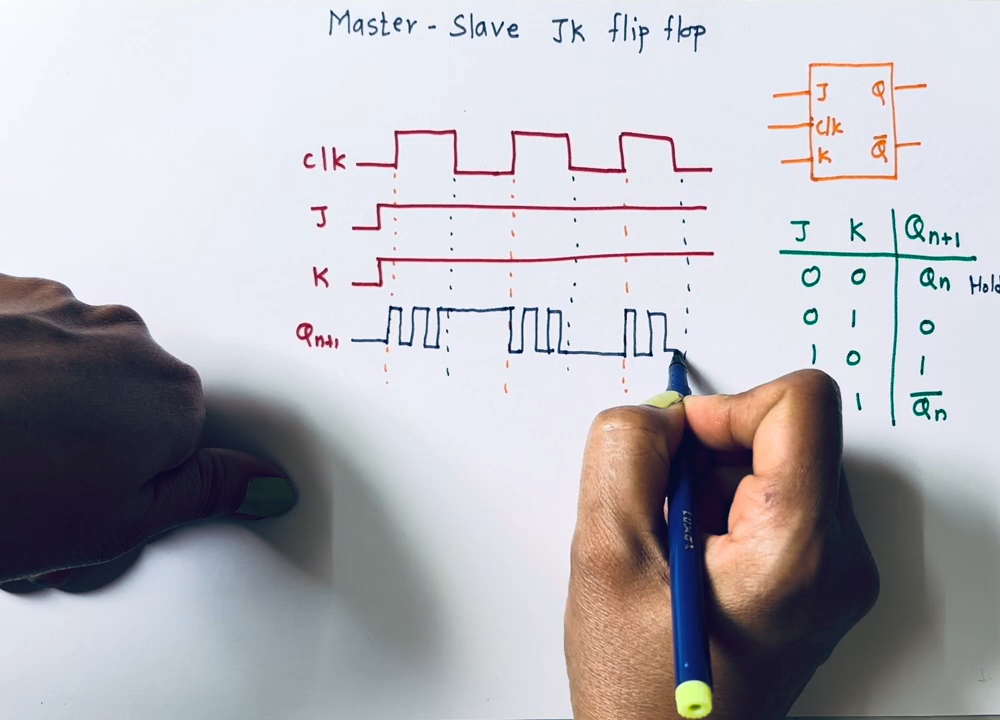 Master - Slave JK flip flop
J Q
clk
K Q̅
clk
J
K
Qn+1
J K Qn+1
0 0 Qn Hold
0 1 0
1 0 1
1 Q̅n